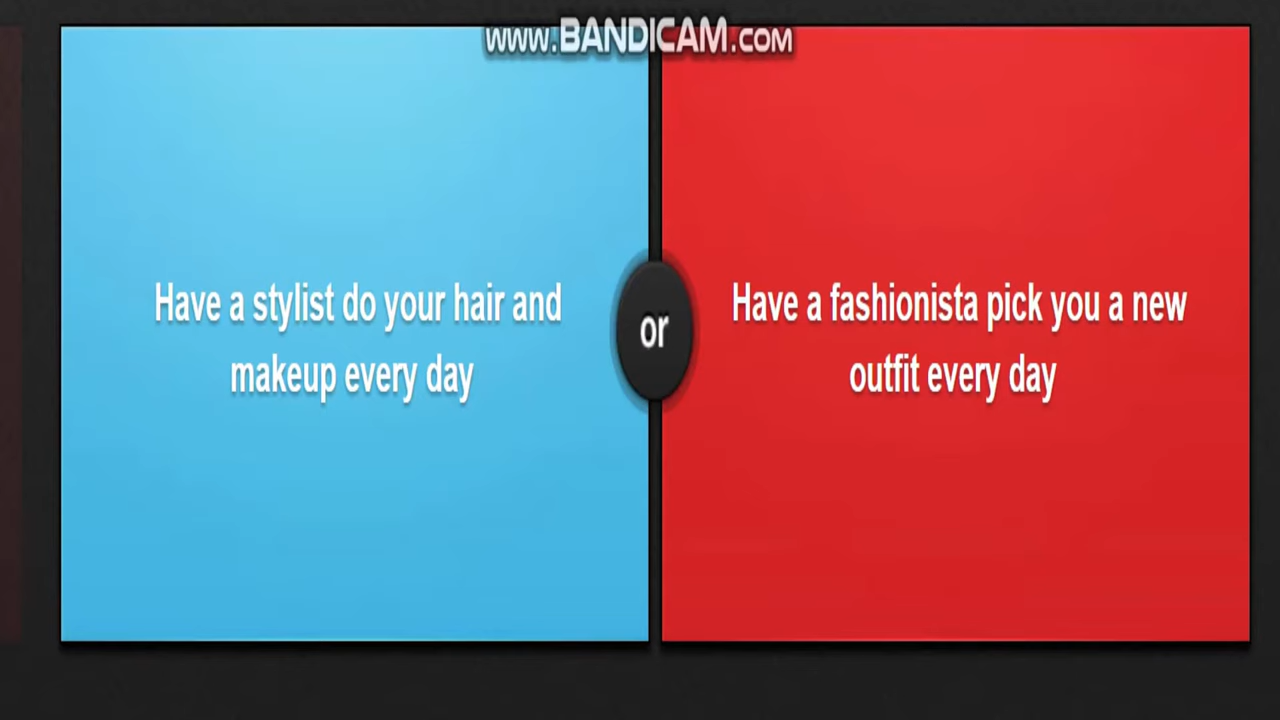 www.BANDICAM.com
Have a stylist do your hair and
makeup every day
or
Have a fashionista pick you a new
outfit every day